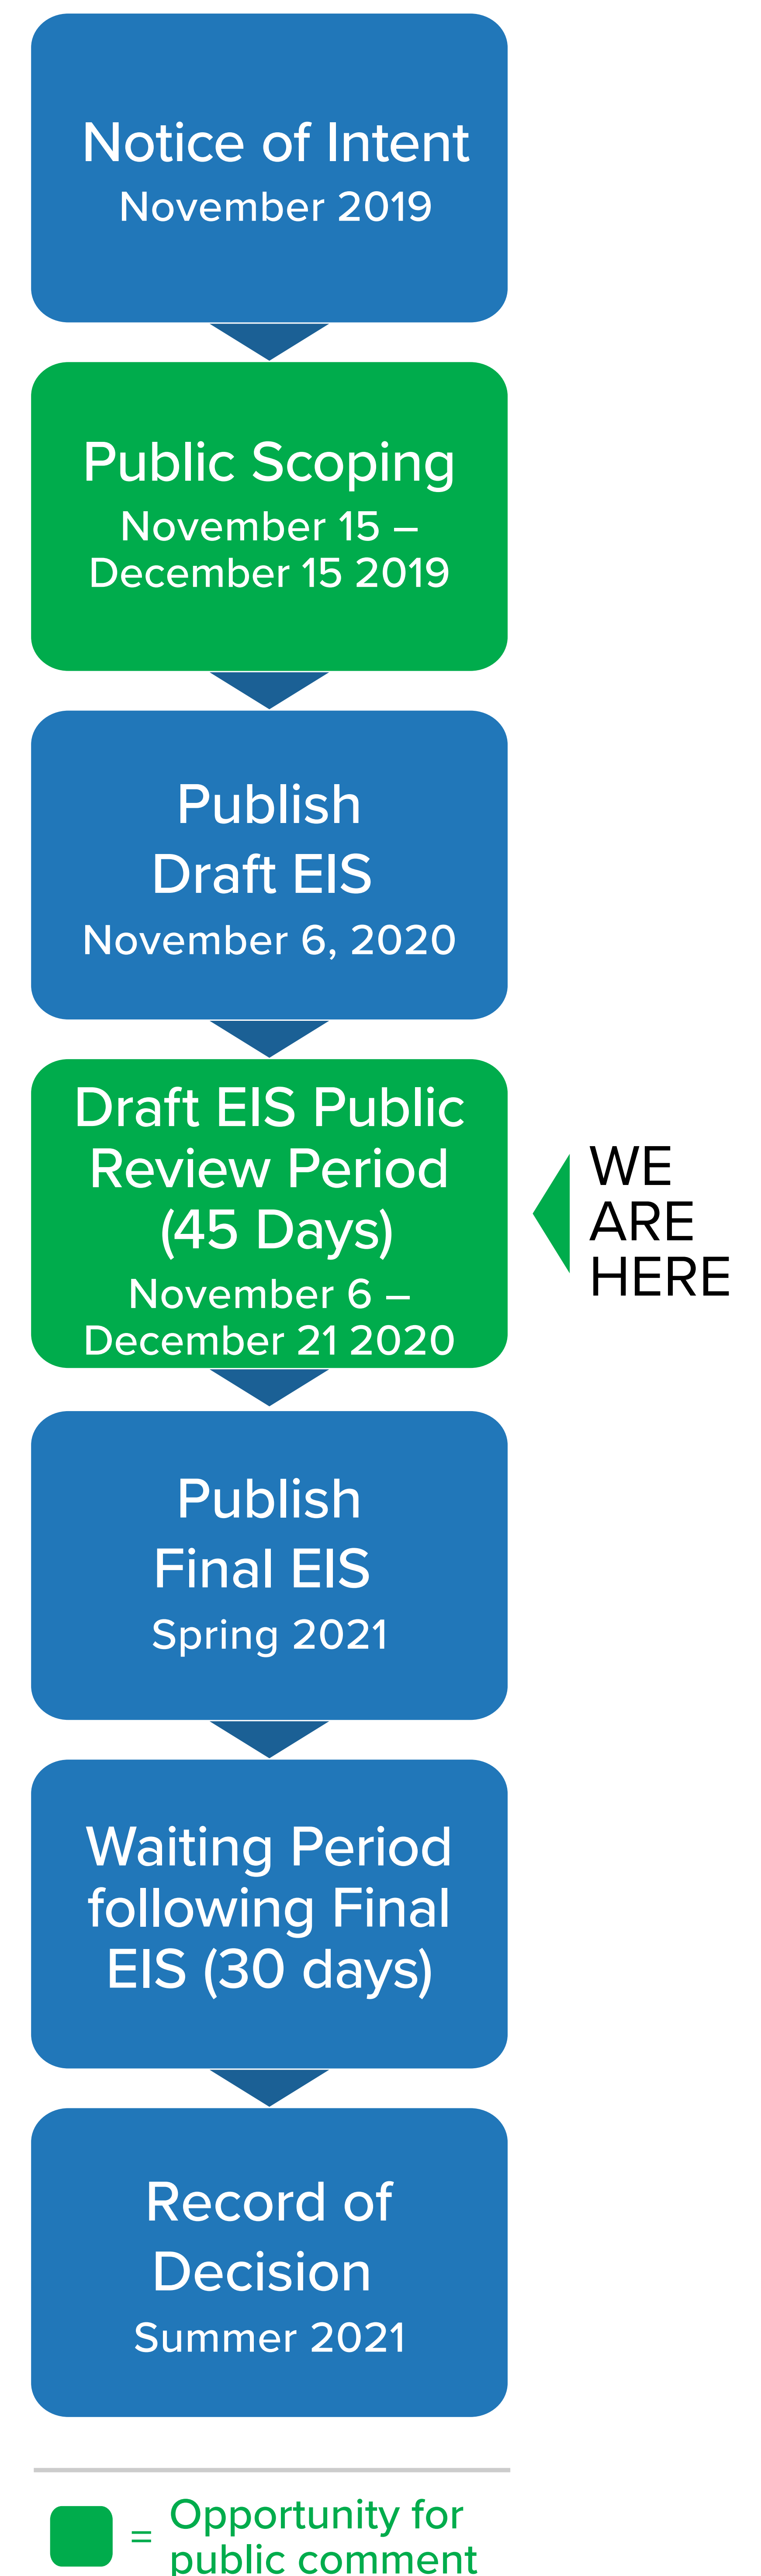 Notice of Intent
November 2019
Public Scoping
November 15 –
December 15 2019
Publish
Draft EIS
November 6, 2020
Draft EIS Public
Review Period
(45 Days)
November 6 –
December 21 2020
WE
ARE
HERE
Publish
Final EIS
Spring 2021
Waiting Period
following Final
EIS (30 days)
Record of
Decision
Summer 2021
= Opportunity for
public comment